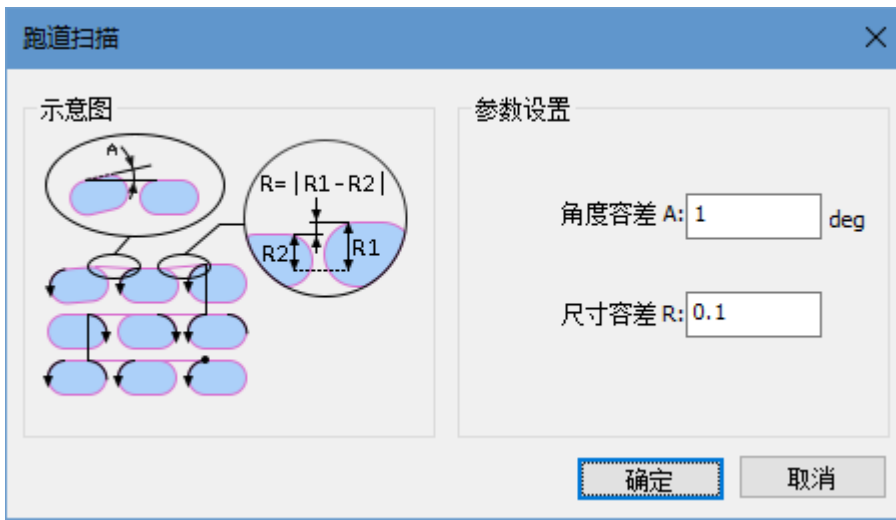 跑道扫描
示意图
A
R=|R1-R2|
R2
R1
参数设置
角度容差 A: 1 deg
尺寸容差 R: 0.1
确定
取消